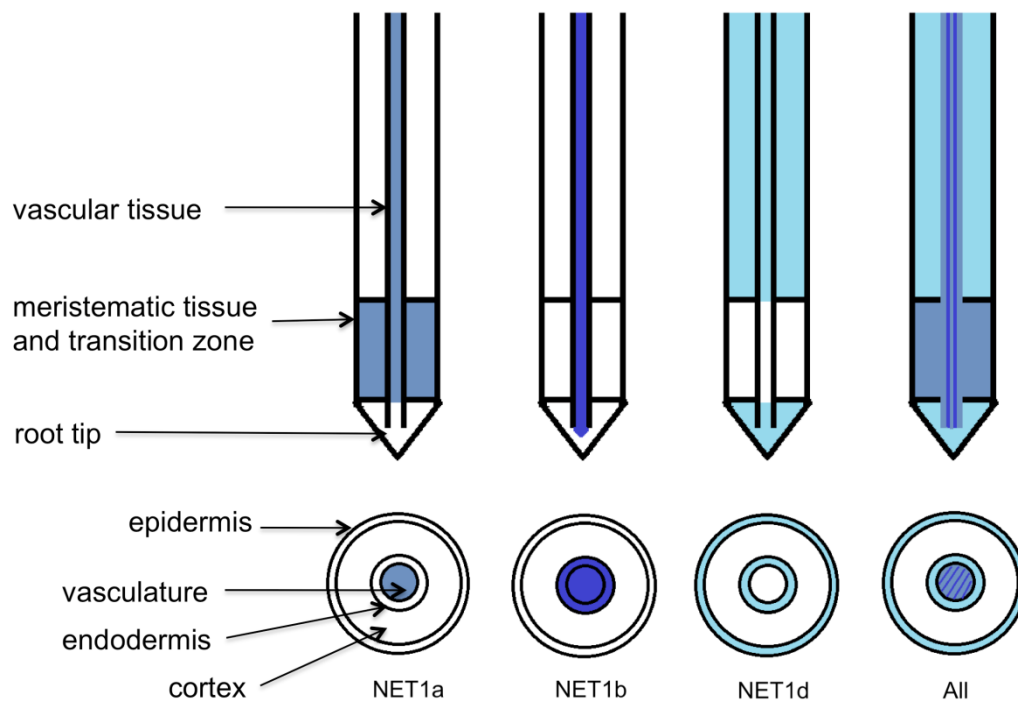 vascular tissue
meristematic tissue
and transition zone
root tip
epidermis
vasculature
endodermis
cortex
NET1a
NET1b
NET1d
All